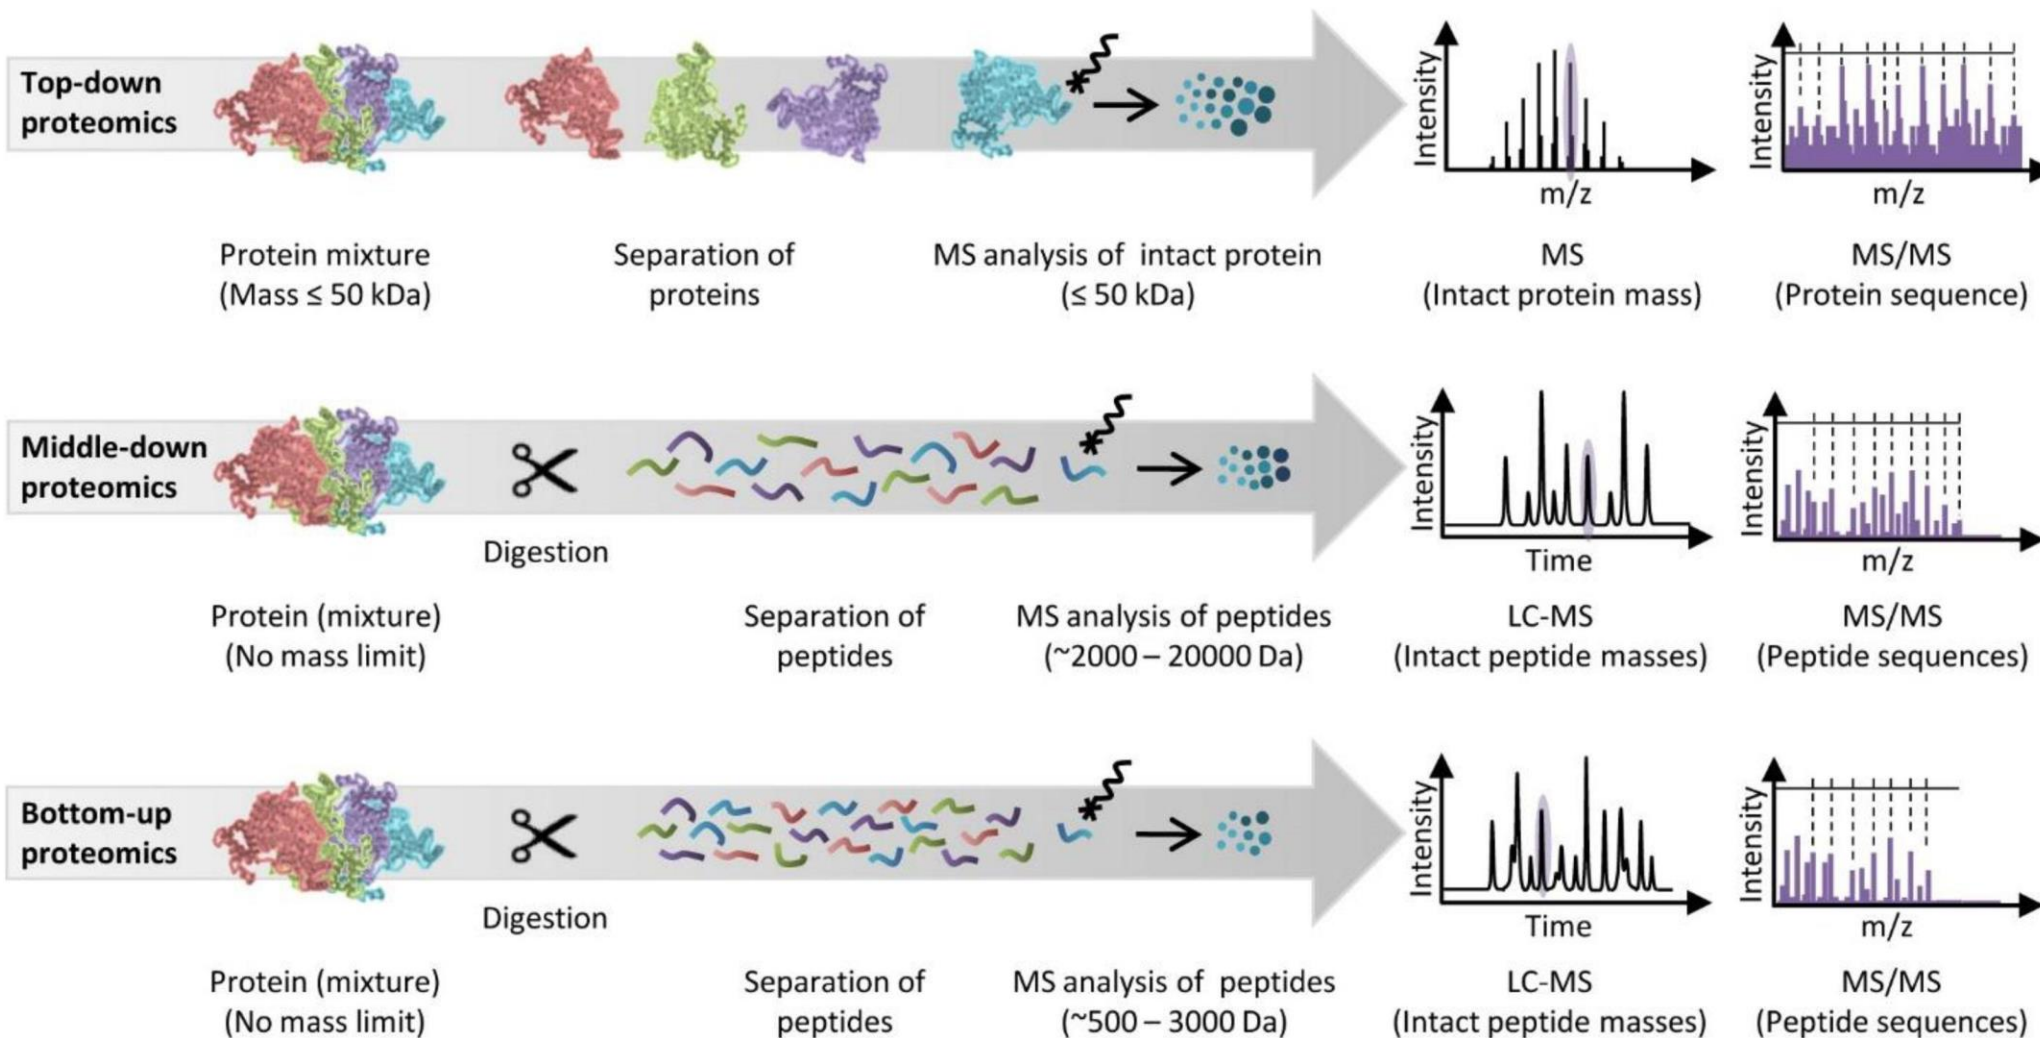 Top-down
proteomics
Intensity
m/z
Intensity
m/z
Protein mixture
(Mass ≤ 50 kDa)
Separation of
proteins
MS analysis of intact protein
(≤ 50 kDa)
MS
(Intact protein mass)
MS/MS
(Protein sequence)
Middle-down
proteomics
Digestion
Intensity
Time
Intensity
m/z
Protein (mixture)
(No mass limit)
Separation of
peptides
MS analysis of peptides
(~2000 – 20000 Da)
LC-MS
(Intact peptide masses)
MS/MS
(Peptide sequences)
Bottom-up
proteomics
Digestion
Intensity
Time
Intensity
m/z
Protein (mixture)
(No mass limit)
Separation of
peptides
MS analysis of peptides
(~500 – 3000 Da)
LC-MS
(Intact peptide masses)
MS/MS
(Peptide sequences)